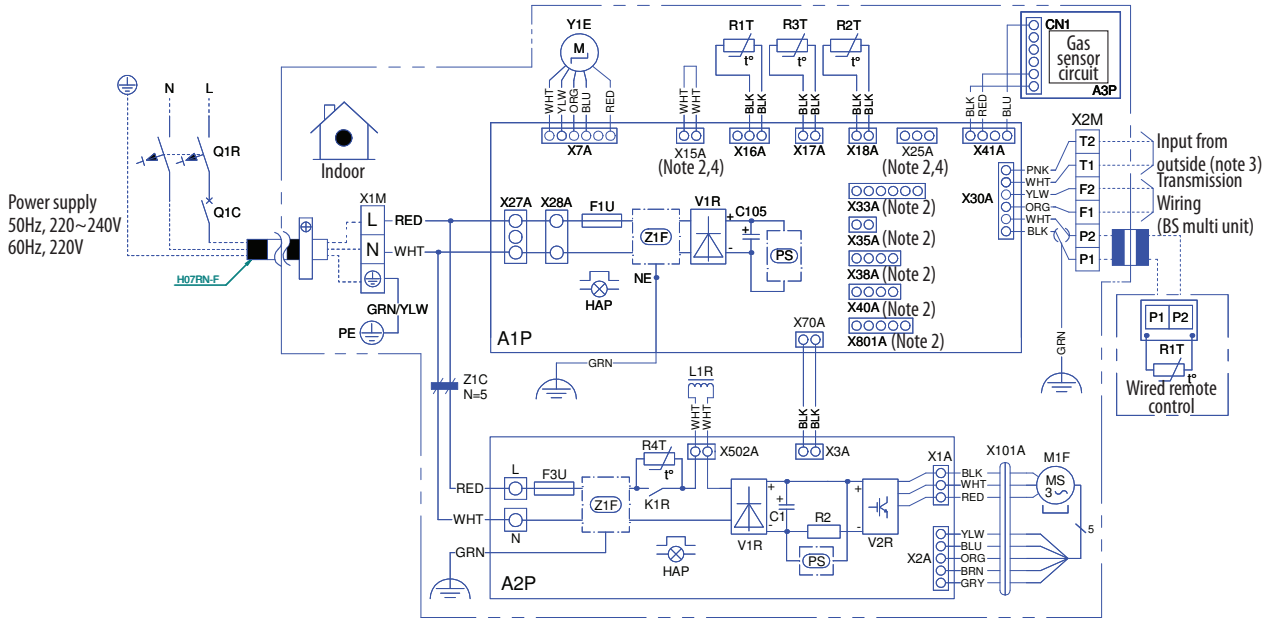 Y1E
M
R1T
R3T
R2T
t°
t°
t°
CN1
Gas
sensor
circuit
A3P
N
L
WHT
YLW
ORG
BLU
RED
WHT
WHT
BLK
BLK
BLK
BLK
BLK
BLK
BLK
RED
BLU
X2M
Q1R
Indoor
X7A
X15A
(Note 2,4)
X16A
X17A
X18A
X25A
(Note 2,4)
X41A
T2
T1
F2
F1
P2
P1
Input from
outside (note 3)
Transmission
Wiring
(BS multi unit)
Power supply
50Hz, 220~240V
60Hz, 220V
Q1C
H07RN-F
X1M
L
N
RED
WHT
GRN/YLW
PE
X27A
X28A
F1U
Z1F
V1R
+
-
C105
+
PS
HAP
NE
X33A (Note 2)
X35A (Note 2)
X38A (Note 2)
X40A (Note 2)
X801A (Note 2)
X30A
PNK
WHT
YLW
ORG
WHT
BLK
A1P
X70A
GRN
GRN
P1 P2
R1T
t°
Wired remote
control
Z1C
N=5
L1R
WHT
WHT
BLK
BLK
X502A
X3A
R4T
t°
K1R
L
F3U
RED
WHT
N
GRN
Z1F
HAP
V1R
+
-
+
C1
R2
PS
+
-
V2R
A2P
X1A
X101A
M1F
BLK
WHT
RED
MS
3
5
X2A
YLW
BLU
ORG
BRN
GRY